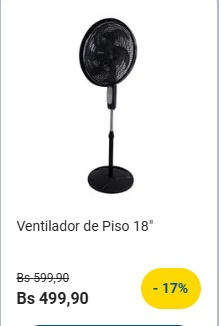 Ventilador de Piso 18"
Bs 599,90
Bs 499,90
- 17%